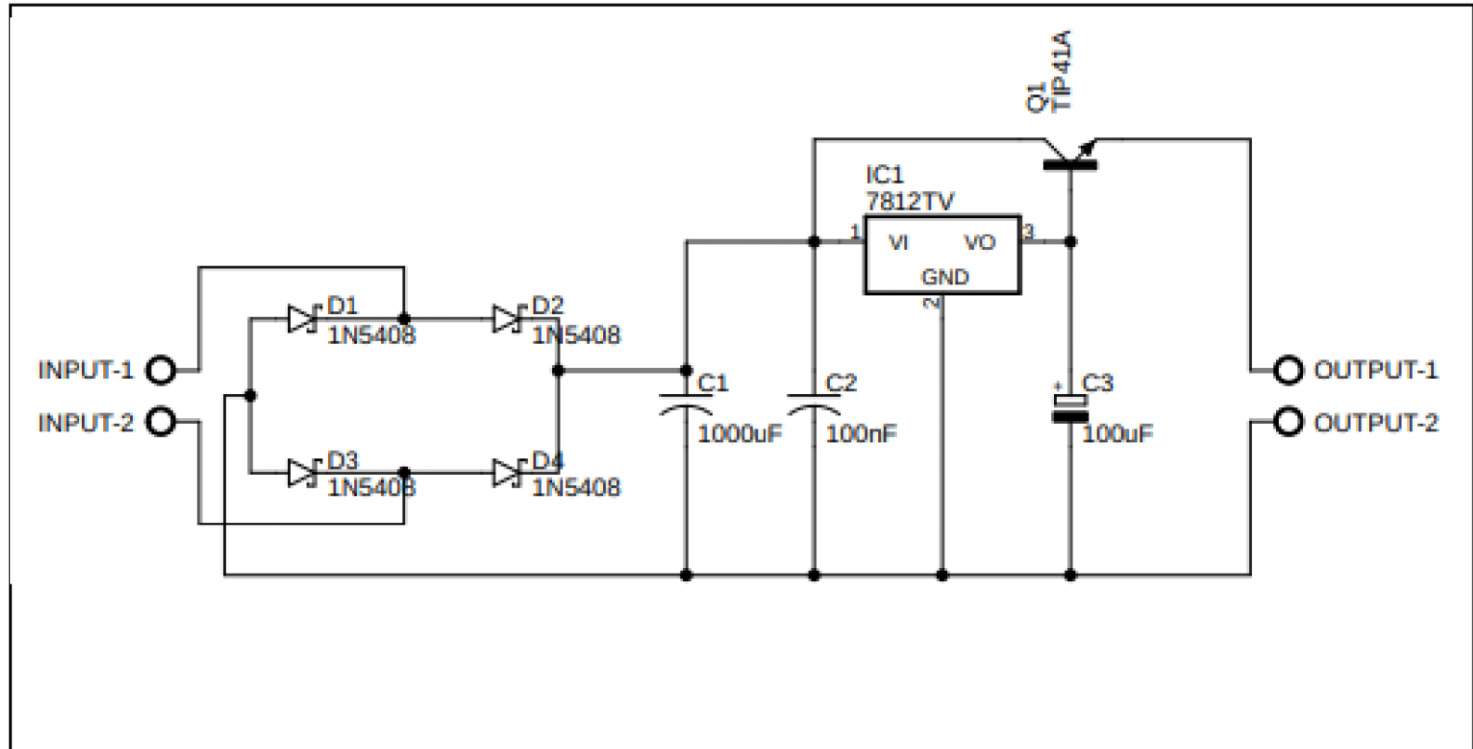 Q1
TIP41A
IC1
7812TV
1
VI
VO
3
GND
2
D1
1N5408
D2
1N5408
INPUT-1
INPUT-2
D3
1N5408
D4
1N5408
C1
1000uF
C2
100nF
+
C3
100uF
OUTPUT-1
OUTPUT-2